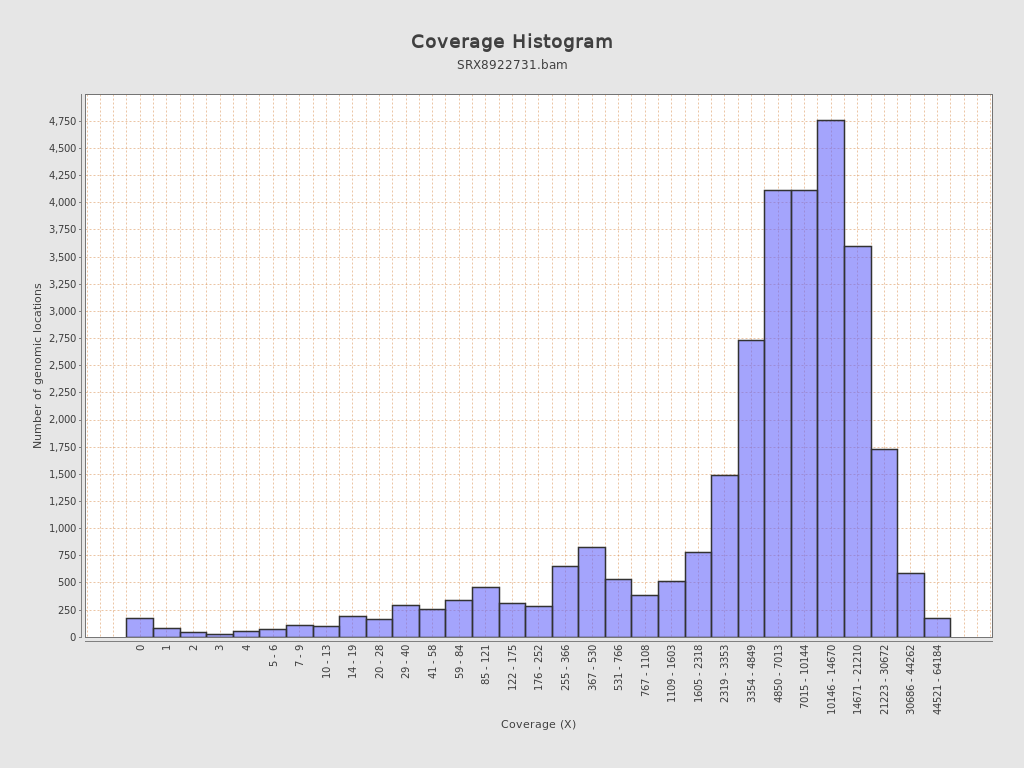 Coverage Histogram
SRX8922731.bam
Number of genomic locations
4,750
4,500
4,250
4,000
3,750
3,500
3,250
3,000
2,750
2,500
2,250
2,000
1,750
1,500
1,250
1,000
750
500
250
0
0
1
2
3
4
5 - 6
7 - 9
10 - 13
14 - 19
20 - 28
29 - 40
41 - 58
59 - 84
85 - 121
122 - 175
176 - 252
255 - 366
367 - 530
531 - 766
767 - 1108
1109 - 1603
1605 - 2318
2319 - 3353
3354 - 4849
4850 - 7013
7015 - 10144
10146 - 14670
14671 - 21210
21223 - 30672
30686 - 44262
44521 - 64184
Coverage (X)